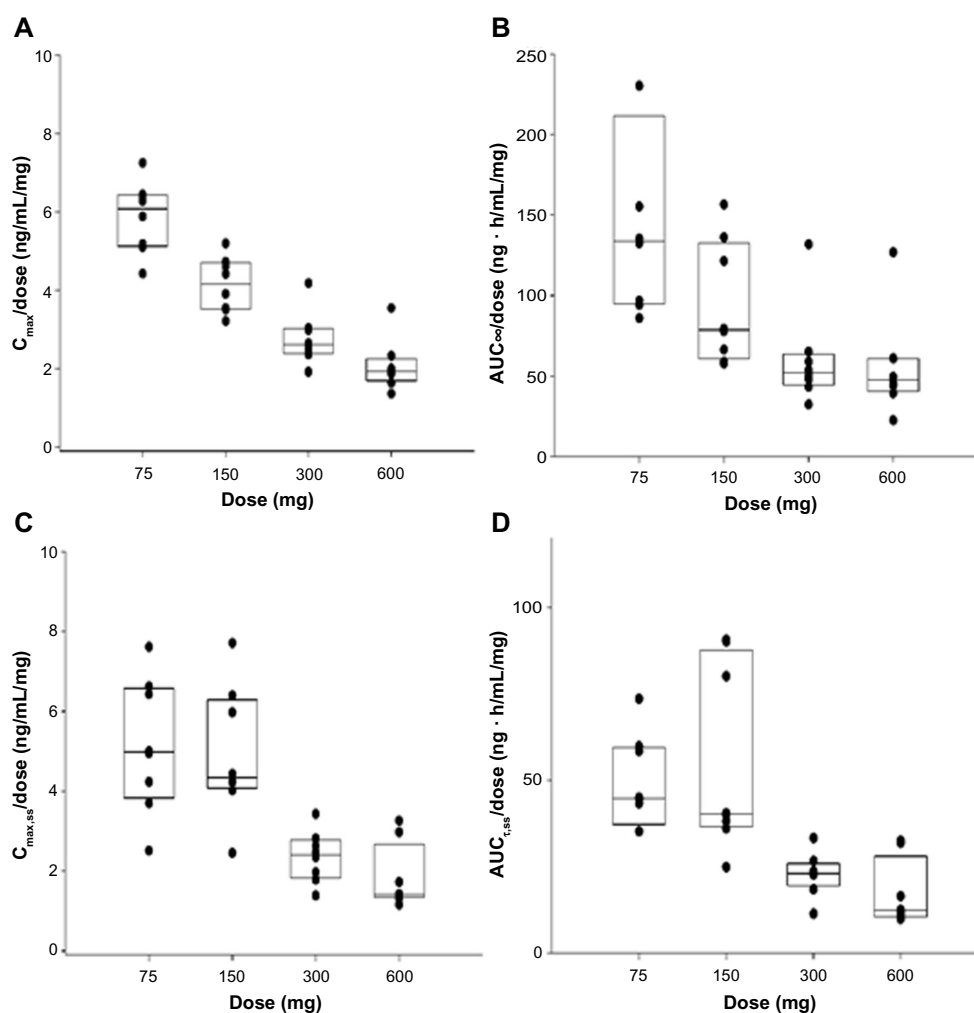 A
10
8
6
4
2
0
C_max/dose (ng/mL/mg)
75 150 300 600
Dose (mg)
B
250
200
150
100
50
0
AUC∞/dose (ng · h/mL/mg)
75 150 300 600
Dose (mg)
C
10
8
6
4
2
0
C_max,ss/dose (ng/mL/mg)
75 150 300 600
Dose (mg)
D
100
50
0
AUC_τ,ss/dose (ng · h/mL/mg)
75 150 300 600
Dose (mg)